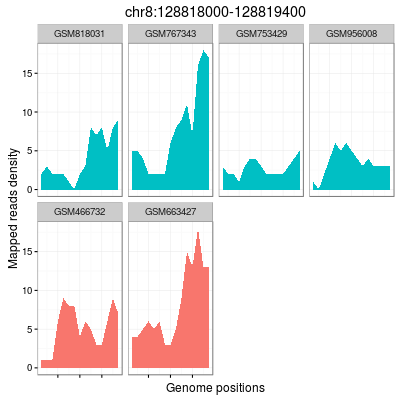 chr8:128818000-128819400
GSM818031 GSM767343 GSM753429 GSM956008
15
10
5
0
GSM466732 GSM663427
15
10
5
0
Mapped reads density
Genome positions